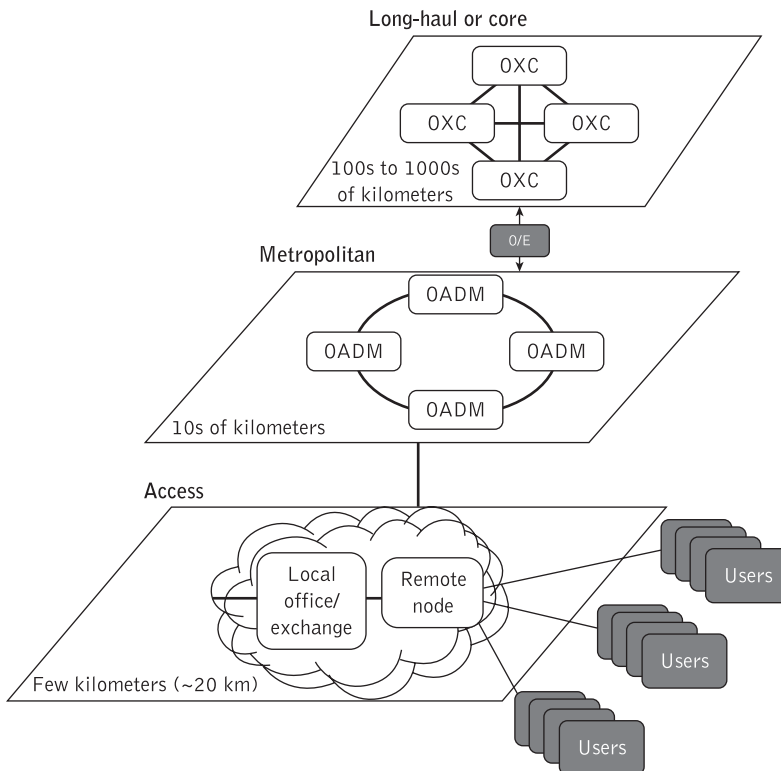 Long-haul or core
OXC
OXC
OXC
100s to 1000s
of kilometers
OXC
O/E
Metropolitan
OADM
OADM
OADM
OADM
10s of kilometers
Access
Local
office/
exchange
Remote
node
Users
Users
Users
Few kilometers (~20 km)